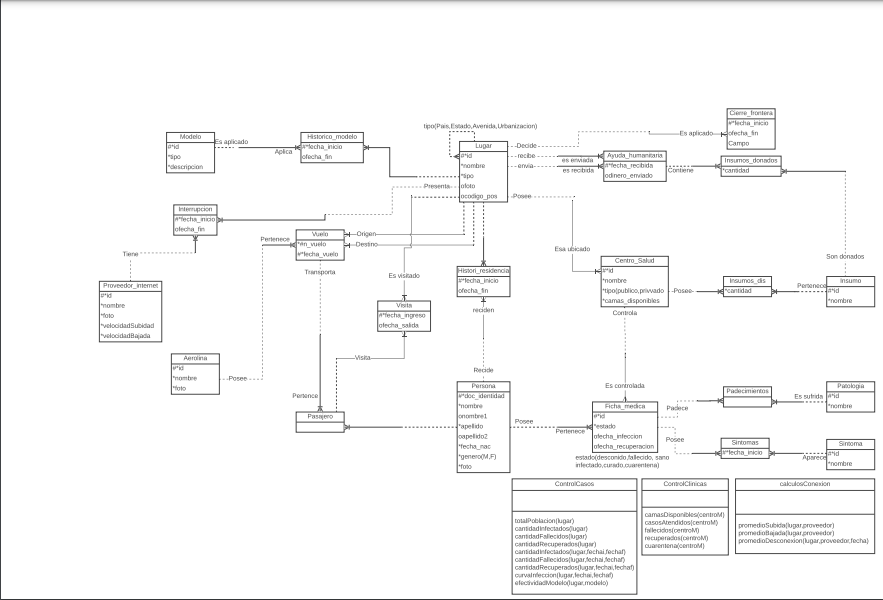 tipo(Pais,Estado,Avenida,Urbanizacion)
Cierre_frontera
#*fecha_inicio
ofecha_fin
Campo
Modelo
#*id
*tipo
*descripcion
Es aplicado
Aplica
Historico_modelo
#*fecha_inicio
ofecha_fin
Lugar
#*id
*nombre
*tipo
ofoto
ocodigo_pos
Decide
Es aplicado
recibe
es enviada
envia
es recibida
Ayuda_humanitaria
#*fecha_recibida
odinero_enviado
Contiene
Insumos_donados
*cantidad
Presenta
Posee
Interrupcion
#*fecha_inicio
ofecha_fin
Pertenece
Vuelo
*#n_vuelo
#*fecha_vuelo
Origen
Destino
Tiene
Transporta
Es visitado
Esa ubicado
Son donados
Histori_residencia
#*fecha_inicio
ofecha_fin
Centro_Salud
#*id
*nombre
*tipo(publico,privvado
*camas_disponibles
Posee
Insumos_dis
*cantidad
Pertenece
Insumo
#*id
*nombre
Proveedor_internet
#*id
*nombre
*foto
*velocidadSubidad
*velocidadBajada
Visita
#*fecha_ingreso
ofecha_salida
reciden
Controla
Aerolina
#*id
*nombre
*foto
Posee
Visita
Recide
Es controlada
Pertence
Pasajero
Persona
#*doc_identidad
*nombre
onombre1
*apellido
oapellido2
*fecha_nac
*genero(M,F)
*foto
Posee
Pertenece
Ficha_medica
#*id
*estado
ofecha_infeccion
ofecha_recuperacion
estado(desconido,fallecido, sano
infectado,curado,cuarentena)
Padece
Posee
Padecimientos
Es sufrida
Patologia
#*id
*nombre
Sintomas
#*fecha_inicio
Aparece
Sintoma
#*id
*nombre
ControlCasos
totalPoblacion(lugar)
cantidadInfectados(lugar)
cantidadFallecidos(lugar)
cantidadRecuperados(lugar)
cantidadInfectados(lugar,fechai,fechaf)
cantidadFallecidos(lugar,fechai,fechaf)
cantidadRecuperados(lugar,fechai,fechaf)
curvaInfeccion(lugar,fechai,fechaf)
efectividadModelo(lugar,modelo)
ControlClinicas
camasDisponibles(centroM)
casosAtendidos(centroM)
fallecidos(centroM)
recuperados(centroM)
cuarentena(centroM)
calculosConexion
promedioSubida(lugar,proveedor)
promedioBajada(lugar,proveedor)
promedioDesconexion(lugar,proveedor,fecha)